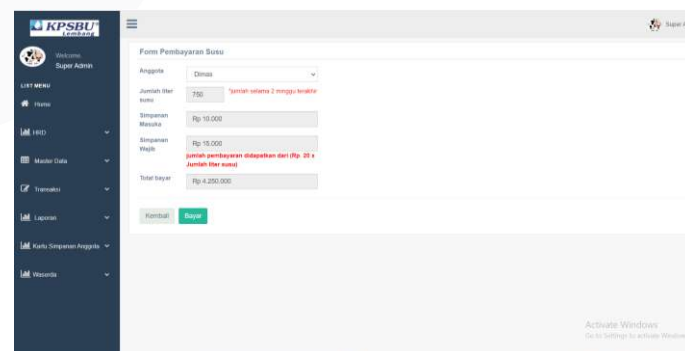 KPSBU
Lembang
Welcome,
Super Admin
LIST MENU
Home
HRD
Master Data
Transaksi
Laporan
Kartu Simpanan Anggota
Waserda
Super
Form Pembayaran Susu
Anggota
Dimas
Jumlah liter
susu
750
*jumlah selama 2 minggu terakhir
Simpanan
Masuka
Rp 10.000
Simpanan
Wajib
Rp 15.000
jumlah pembayaran didapatkan dari (Rp. 20 x
Jumlah liter susu)
Total bayar
Rp 4.250.000
Kembali
Bayar
Activate Windows
Go to Settings to activate Windows